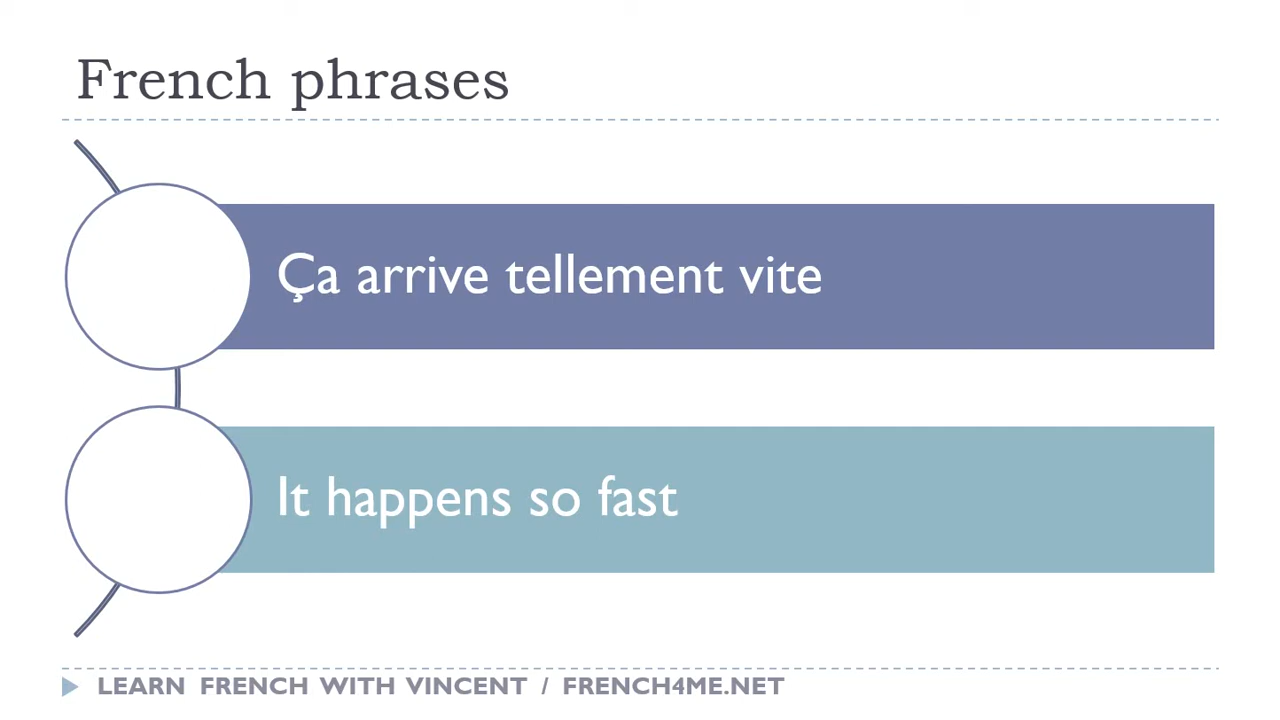 French phrases
Ça arrive tellement vite
It happens so fast
LEARN FRENCH WITH VINCENT / FRENCH4ME.NET